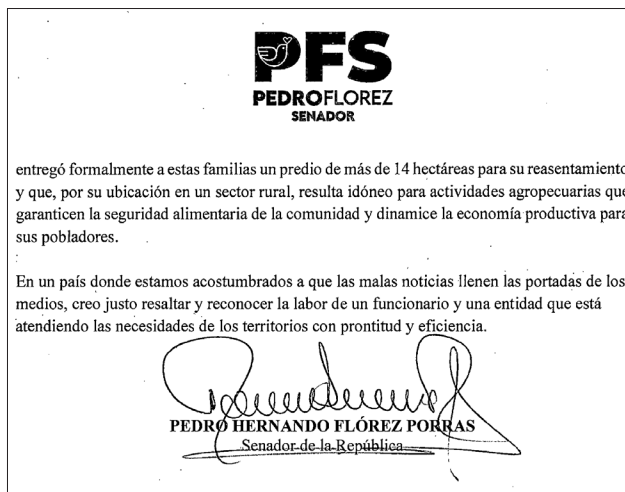 PFS
PEDROFLOREZ
SENADOR
entregó formalmente a estas familias un predio de más de 14 hectáreas para su reasentamiento
y que, por su ubicación en un sector rural, resulta idóneo para actividades agropecuarias que
garanticen la seguridad alimentaria de la comunidad y dinamice la economía productiva para
sus pobladores.
En un país donde estamos acostumbrados a que las malas noticias llenen las portadas de los
medios, creo justo resaltar y reconocer la labor de un funcionario y una entidad que está
atendiendo las necesidades de los territorios con prontitud y eficiencia.
PEDRO HERNANDO FLÓREZ PORRAS
Senador de la República